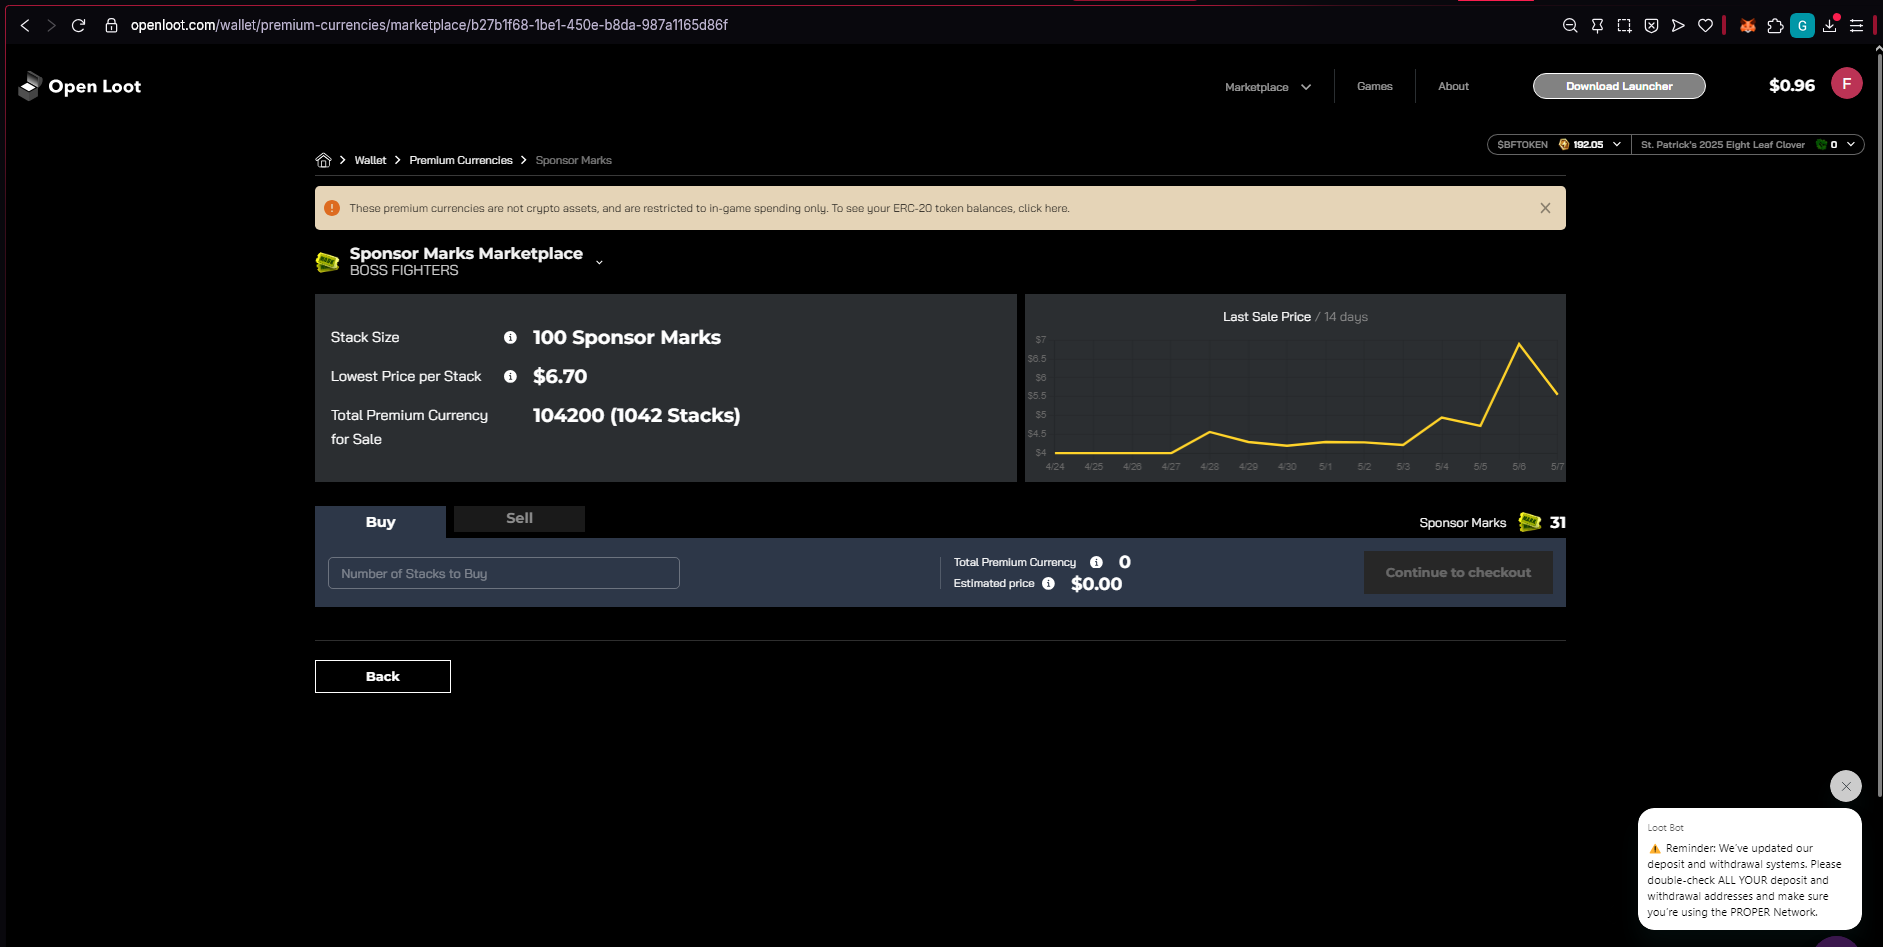 openloot.com/wallet/premium-currencies/marketplace/b27b1f68-1be1-450e-b8da-987a1165d86f
G
Open Loot
Marketplace
Games
About
Download Launcher
$0.96
F
$BFTOKEN 192.05
St. Patrick's 2025 Eight Leaf Clover 0
Wallet > Premium Currencies > Sponsor Marks
These premium currencies are not crypto assets, and are restricted to in-game spending only. To see your ERC-20 token balances, click here.
Sponsor Marks Marketplace
BOSS FIGHTERS
Stack Size 100 Sponsor Marks
Lowest Price per Stack $6.70
Total Premium Currency 104200 (1042 Stacks)
for Sale
Last Sale Price / 14 days
$7
$6.5
$6
$5.5
$5
$4.5
$4
4/24 4/25 4/26 4/27 4/28 4/29 4/30 5/1 5/2 5/3 5/4 5/5 5/6 5/7
Buy
Sell
Sponsor Marks 31
Number of Stacks to Buy
Total Premium Currency 0
Estimated price $0.00
Continue to checkout
Back
Loot Bot
Reminder: We've updated our
deposit and withdrawal systems. Please
double-check ALL YOUR deposit and
withdrawal addresses and make sure
you're using the PROPER Network.